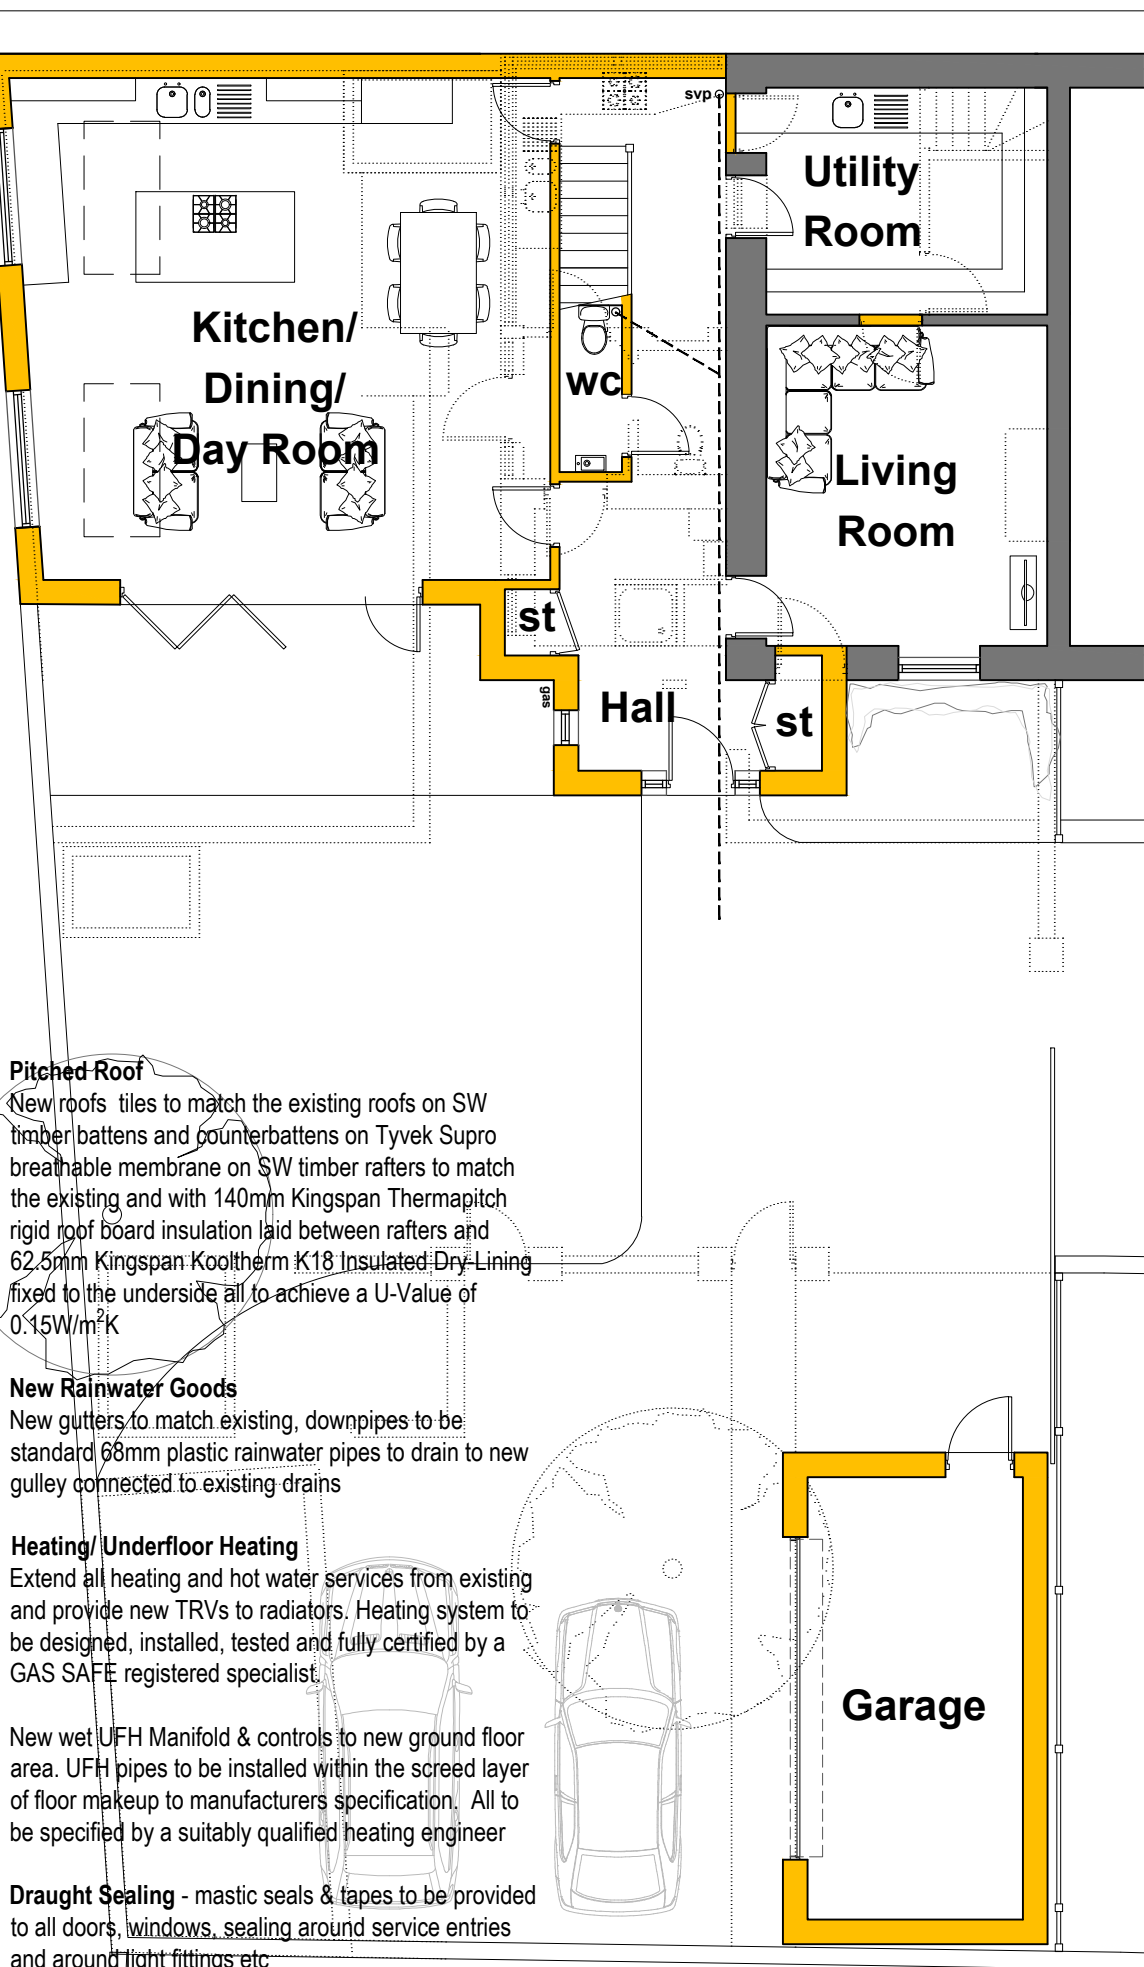 svp
Utility
Room
Kitchen/
Dining/
Day Room
wc
Living
Room
st
gas
Hall
st
Pitched Roof
New roofs  tiles to match the existing roofs on SW
timber battens and counterbattens on Tyvek Supro
breathable membrane on SW timber rafters to match
the existing and with 140mm Kingspan Thermapitch
rigid roof board insulation laid between rafters and
62.5mm Kingspan Kooltherm K18 Insulated Dry-Lining
fixed to the underside all to achieve a U-Value of
0.15W/m²K
New Rainwater Goods
New gutters to match existing, downpipes to be
standard 68mm plastic rainwater pipes to drain to new
gulley connected to existing drains
Heating/ Underfloor Heating
Extend all heating and hot water services from existing
and provide new TRVs to radiators. Heating system to
be designed, installed, tested and fully certified by a
GAS SAFE registered specialist.
New wet UFH Manifold & controls to new ground floor
area. UFH pipes to be installed within the screed layer
of floor makeup to manufacturers specification.  All to
be specified by a suitably qualified heating engineer
Garage
Draught Sealing - mastic seals & tapes to be provided
to all doors, windows, sealing around service entries
and around light fittings etc